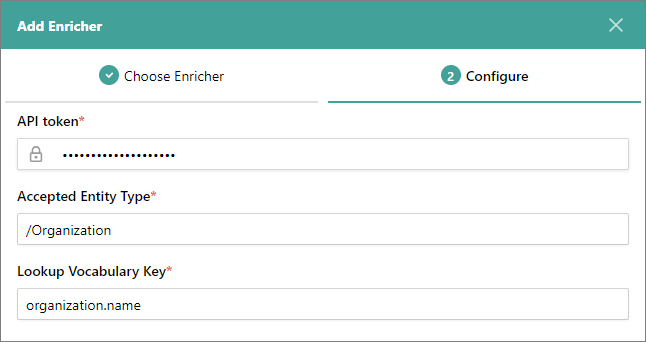 Add Enricher
Choose Enricher
2 Configure
API token*
••••••••••••••••••••
Accepted Entity Type*
/Organization
Lookup Vocabulary Key*
organization.name